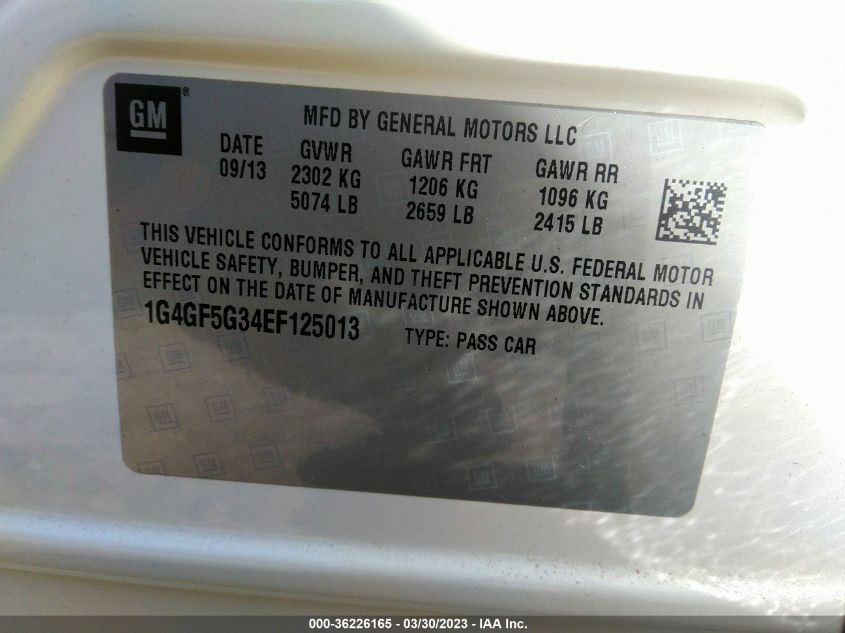 GM®
MFD BY GENERAL MOTORS LLC
DATE GVWR GAWR FRT GAWR RR
09/13 2302 KG 1206 KG 1096 KG
5074 LB 2659 LB 2415 LB
THIS VEHICLE CONFORMS TO ALL APPLICABLE U.S. FEDERAL MOTOR
VEHICLE SAFETY, BUMPER, AND THEFT PREVENTION STANDARDS IN
EFFECT ON THE DATE OF MANUFACTURE SHOWN ABOVE.
1G4GF5G34EF125013 TYPE: PASS CAR
000-36226165 — 03/30/2023 - IAA Inc.